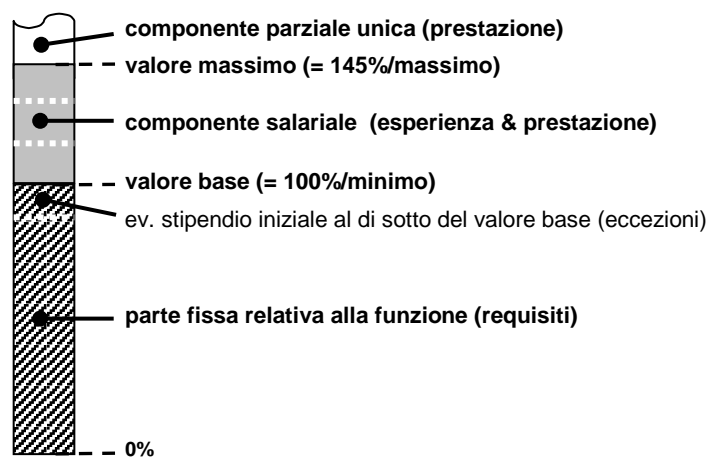 componente parziale unica (prestazione)
valore massimo (= 145%/massimo)
componente salariale (esperienza & prestazione)
valore base (= 100%/minimo)
ev. stipendio iniziale al di sotto del valore base (eccezioni)
parte fissa relativa alla funzione (requisiti)
0%